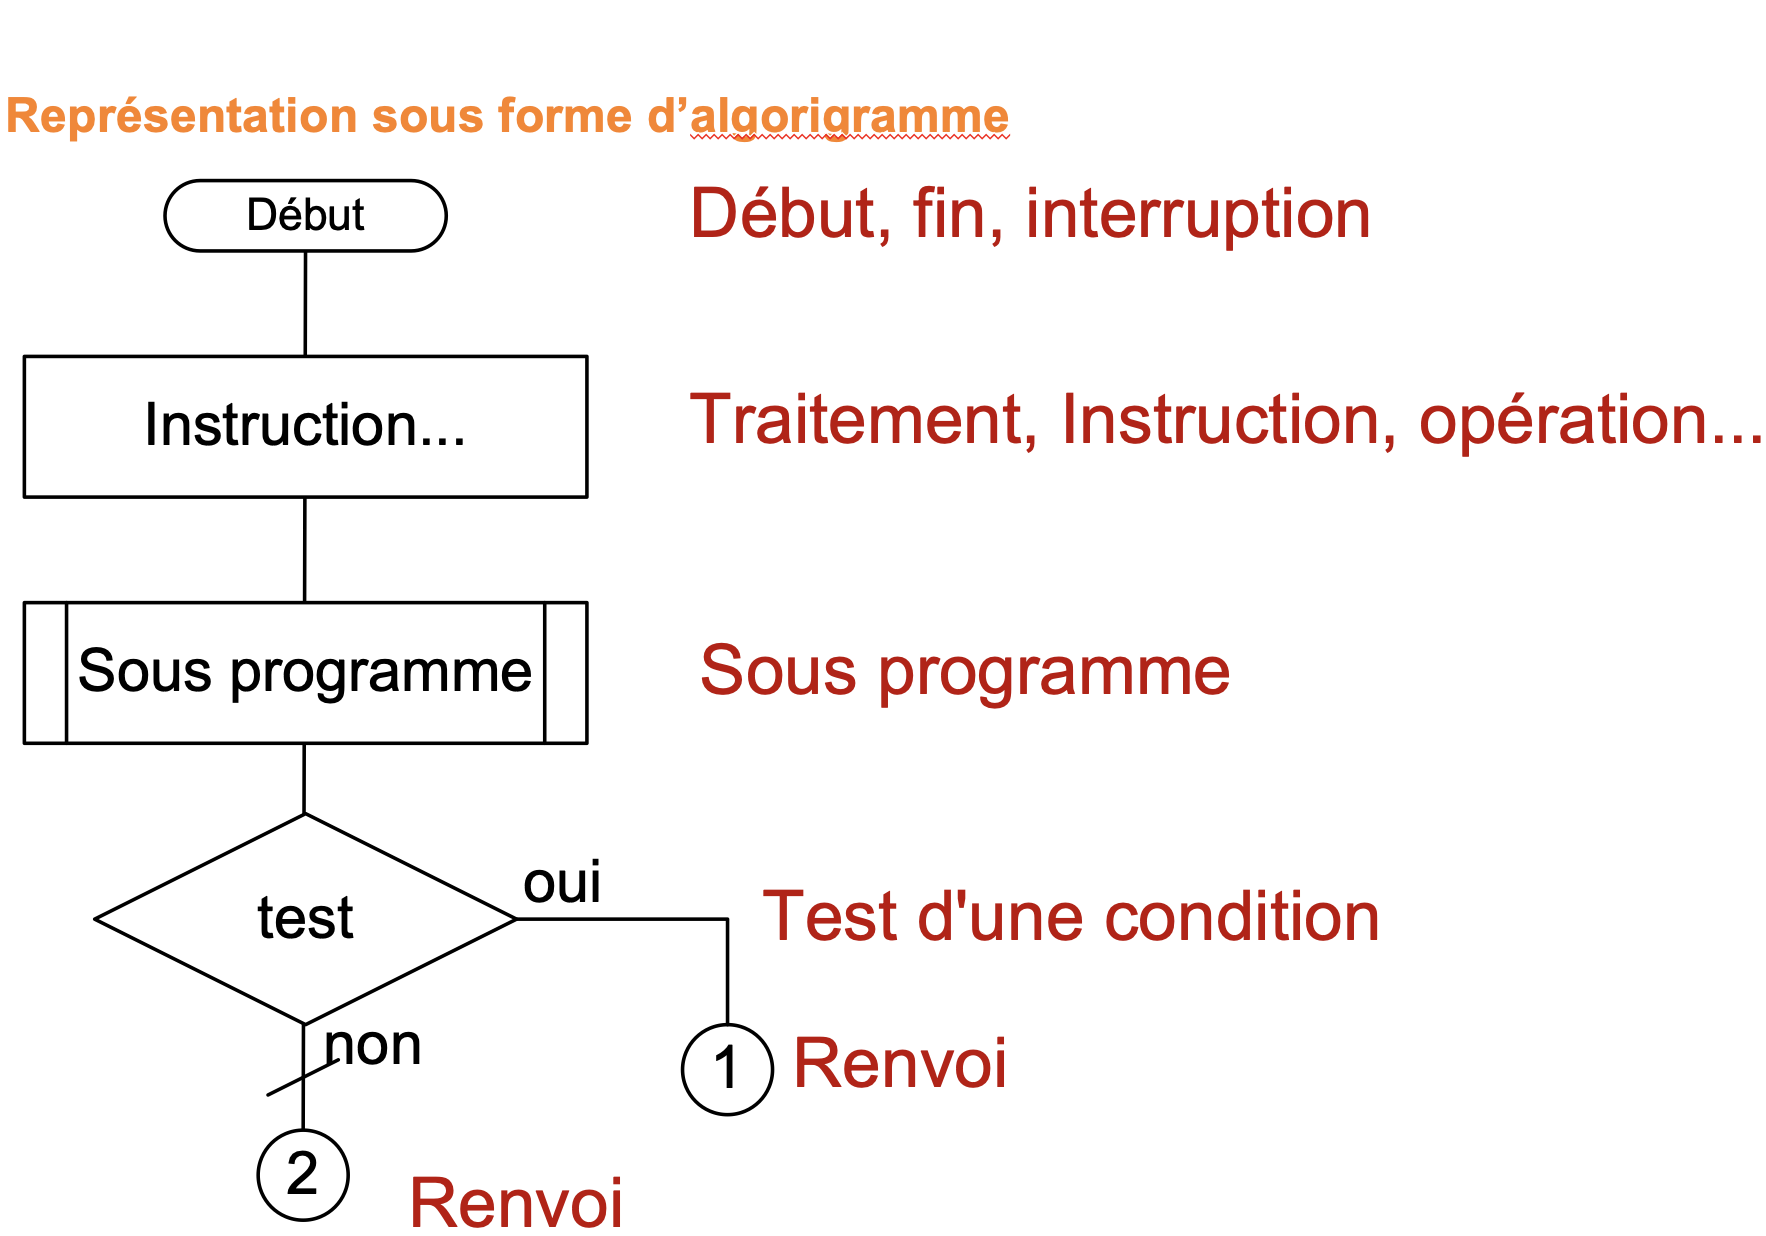 Représentation sous forme d’algorigramme
Début
Début, fin, interruption
Instruction...
Traitement, Instruction, opération...
Sous programme
Sous programme
oui
test
Test d'une condition
non
1
Renvoi
2
Renvoi